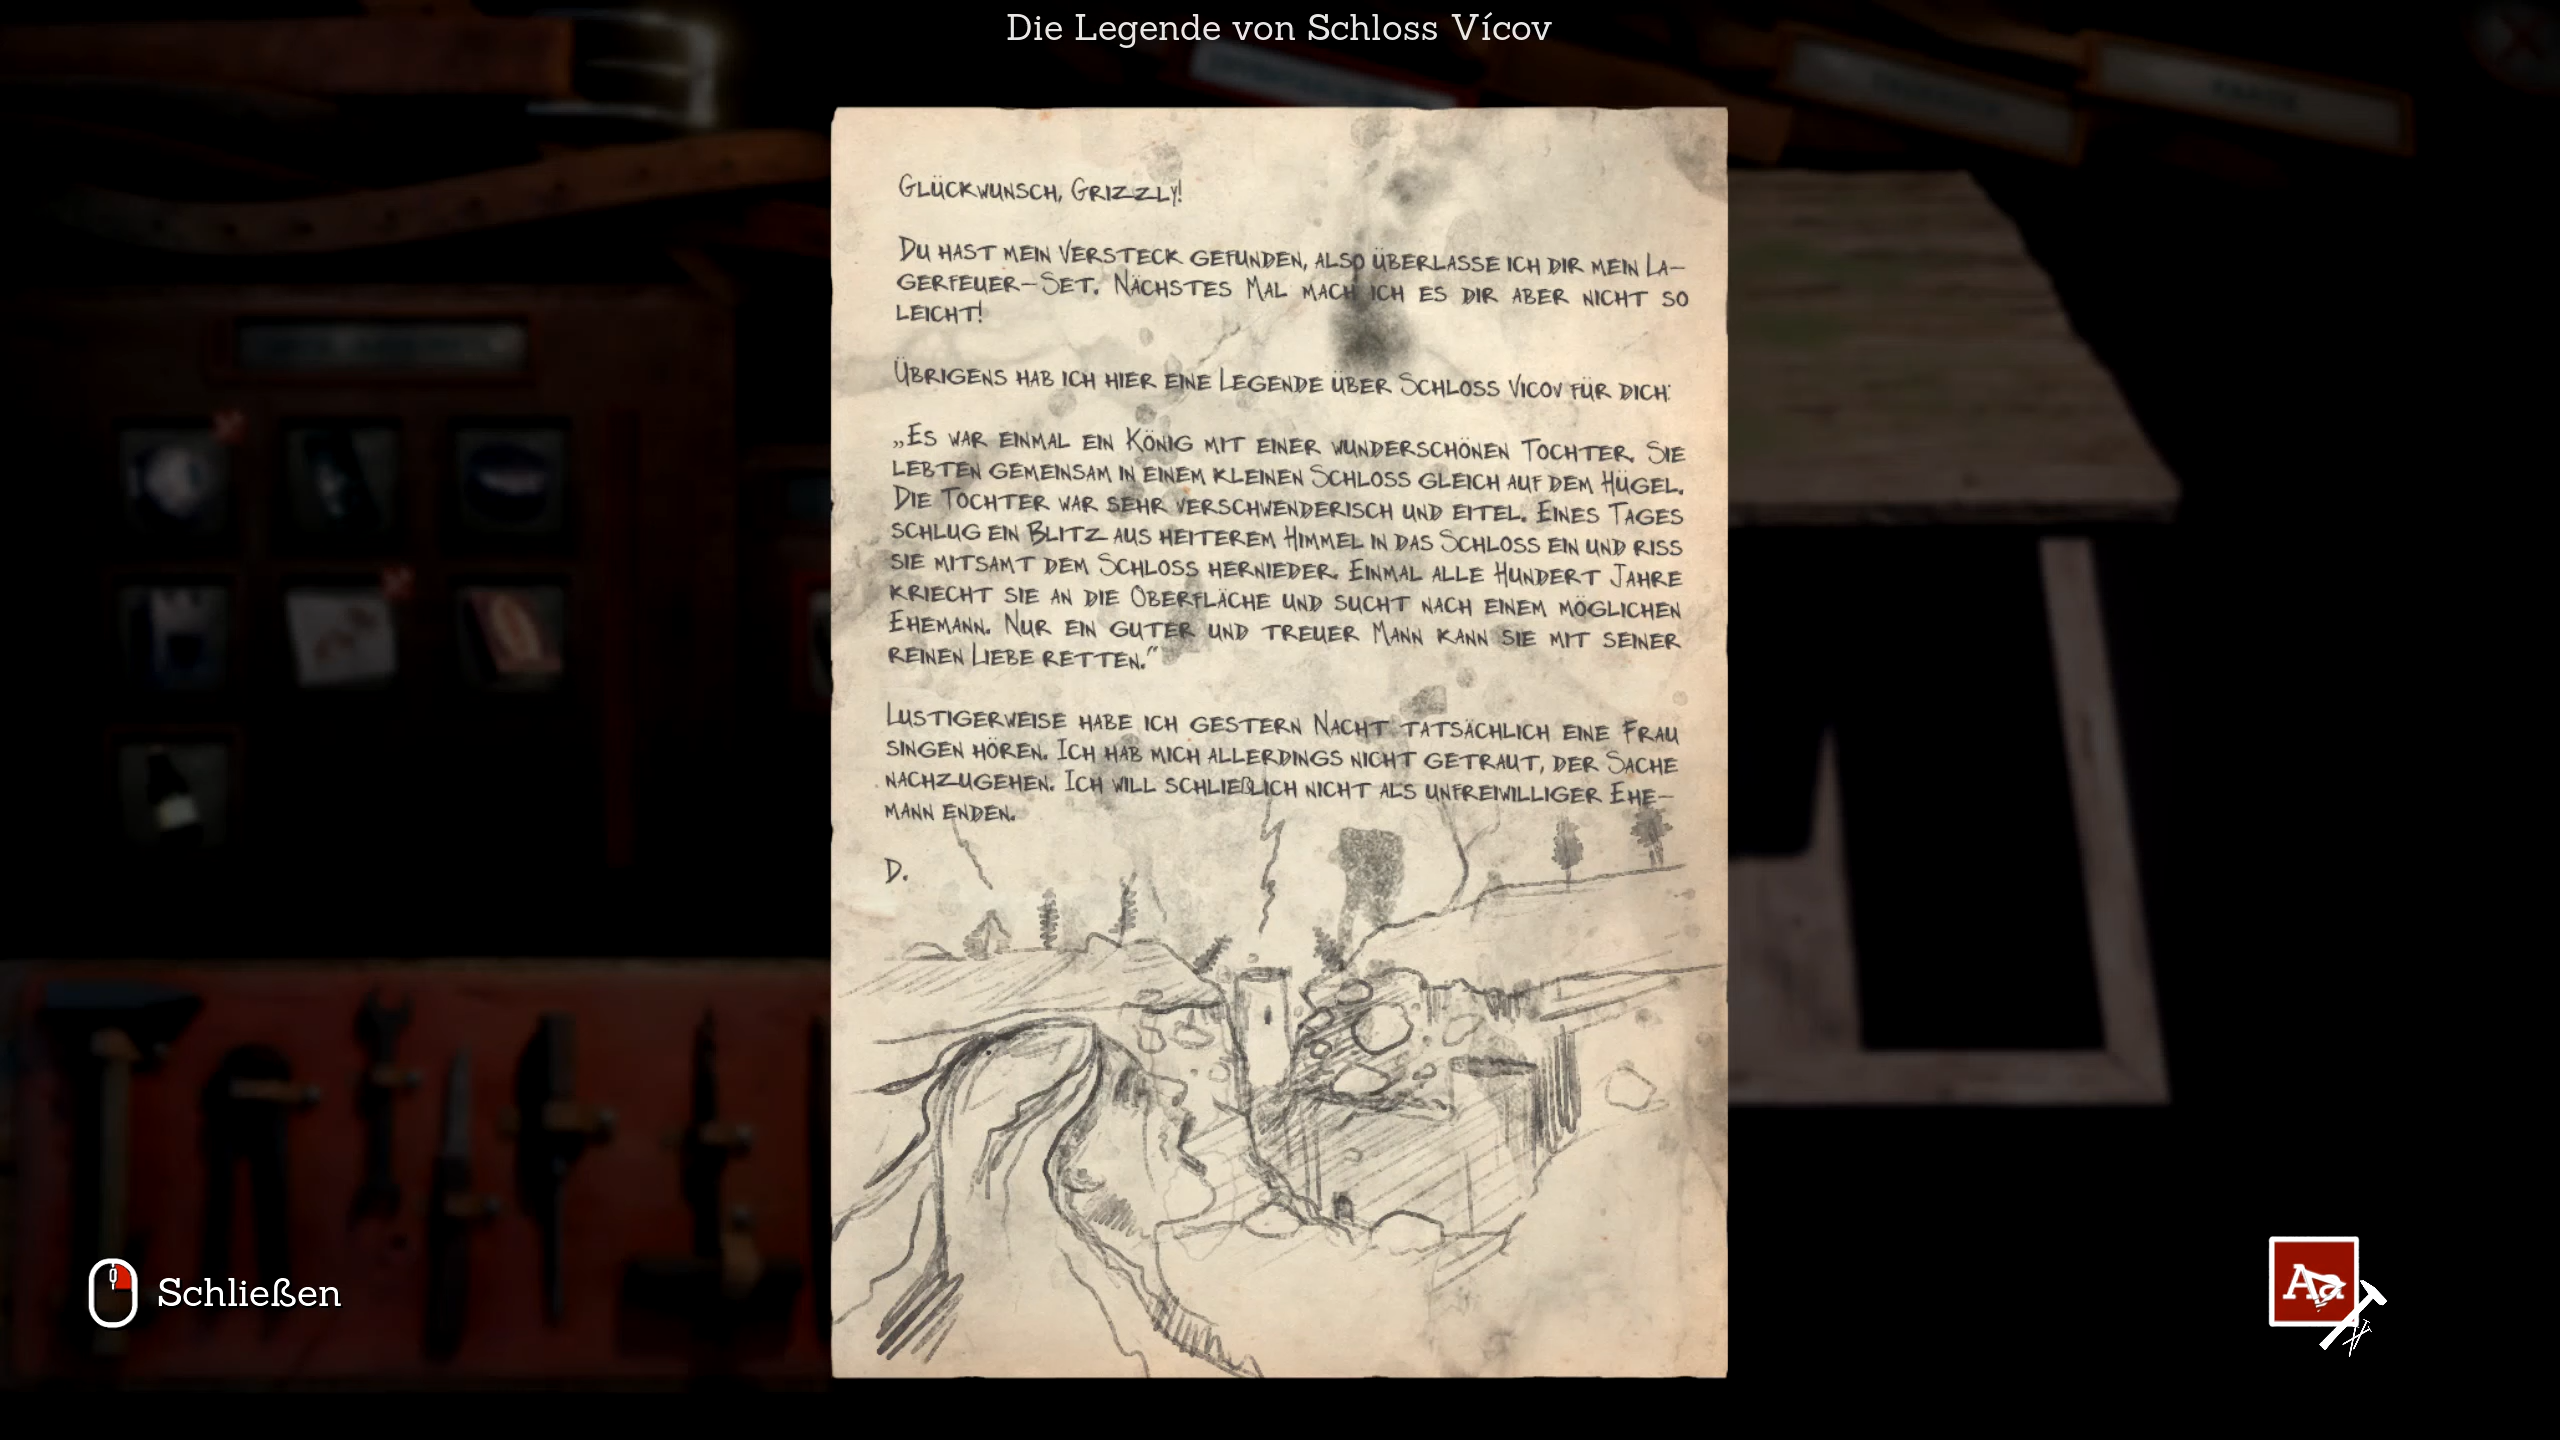 Die Legende von Schloss Vícov
Glückwunsch, Grizzly!
Du hast mein Versteck gefunden, also überlasse ich dir mein La-
gerfeuer-Set. Nächstes Mal mach ich es dir aber nicht so
leicht!
Übrigens hab ich hier eine Legende über Schloss Vicov für dich:
„Es war einmal ein König mit einer wunderschönen Tochter. Sie
lebten gemeinsam in einem kleinen Schloss gleich auf dem Hügel.
Die Tochter war sehr verschwenderisch und eitel. Eines Tages
schlug ein Blitz aus heiterem Himmel in das Schloss ein und riss
sie mitsamt dem Schloss hernieder. Einmal alle Hundert Jahre
kriecht sie an die Oberfläche und sucht nach einem möglichen
Ehemann. Nur ein guter und treuer Mann kann sie mit seiner
reinen Liebe retten.“
Lustigerweise habe ich gestern Nacht tatsächlich eine Frau
singen hören. Ich hab mich allerdings nicht getraut, der Sache
nachzugehen. Ich will schließlich nicht als unfreiwilliger Ehe-
mann enden.
D.
Schließen
Aa